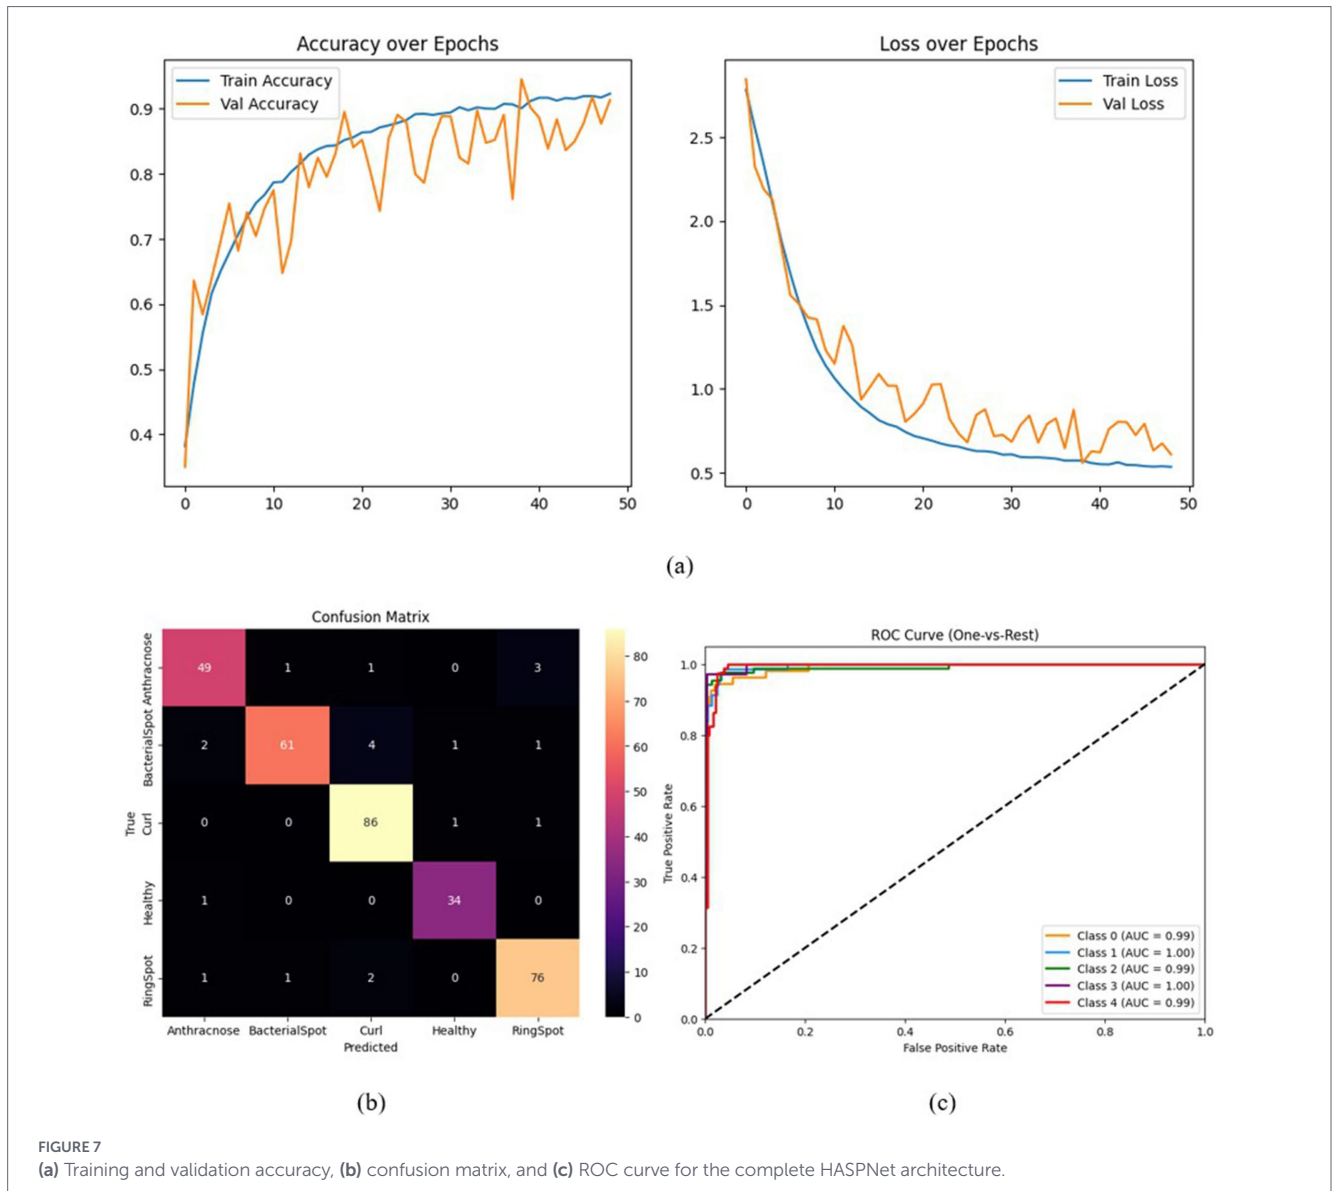 Accuracy over Epochs
Train Accuracy
Val Accuracy
0.9
0.8
0.7
0.6
0.5
0.4
0 10 20 30 40 50
Loss over Epochs
Train Loss
Val Loss
2.5
2.0
1.5
1.0
0.5
0 10 20 30 40 50
(a)
Confusion Matrix
True
Anthracnose 49 1 1 0 3
BacterialSpot 2 61 4 1 1
Curl 0 0 86 1 1
Healthy 1 0 0 34 0
RingSpot 1 1 2 0 76
Anthracnose BacterialSpot Curl Healthy RingSpot
Predicted
80
70
60
50
40
30
20
10
0
(b)
ROC Curve (One-vs-Rest)
True Positive Rate
1.0
0.8
0.6
0.4
0.2
0.0
Class 0 (AUC = 0.99)
Class 1 (AUC = 1.00)
Class 2 (AUC = 0.99)
Class 3 (AUC = 1.00)
Class 4 (AUC = 0.99)
0.0 0.2 0.4 0.6 0.8 1.0
False Positive Rate
(c)
FIGURE 7
(a) Training and validation accuracy, (b) confusion matrix, and (c) ROC curve for the complete HASPNet architecture.